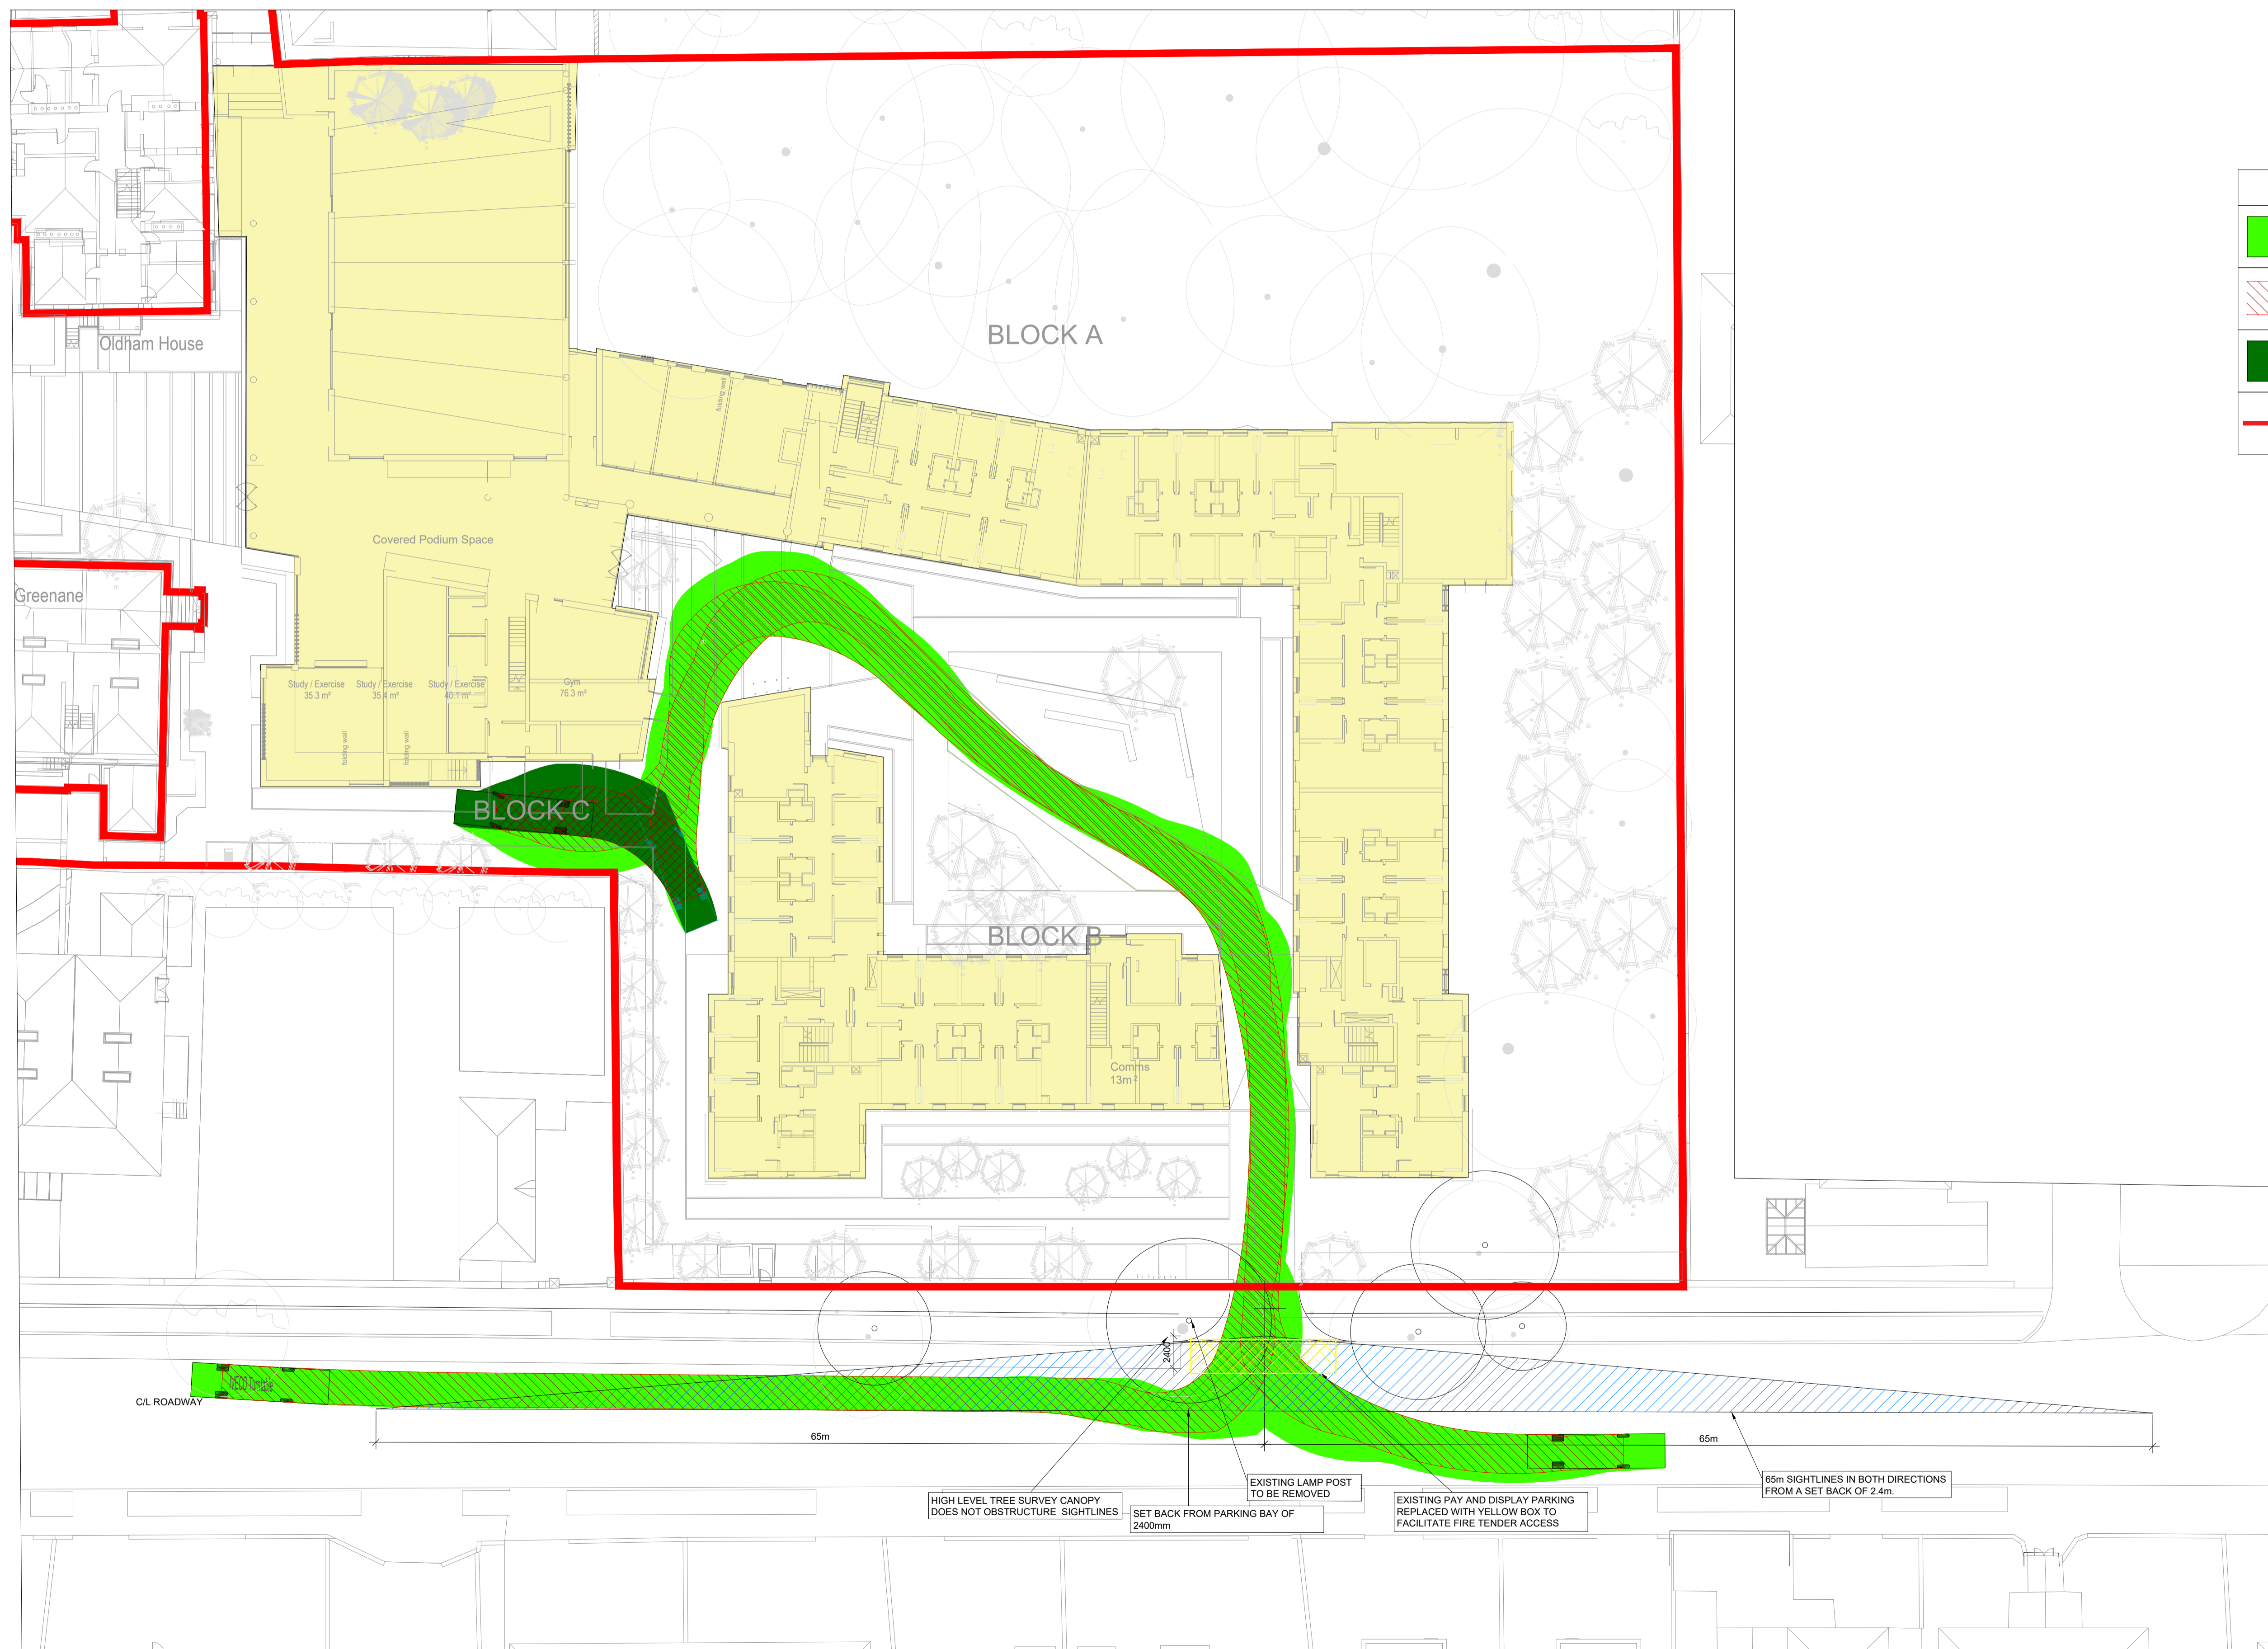 BLOCK A
Oldham House
folding wall
Covered Podium Space
Greenane
Study / Exercise
35.3 m²
Study / Exercise
35.4 m²
Study / Exercise
40.1 m²
Gym
76.3 m²
folding wall
folding wall
BLOCK C
BLOCK B
Comms
13m²
2400
IVECO Turntable
C/L ROADWAY
65m
65m
EXISTING LAMP POST
TO BE REMOVED
65m SIGHTLINES IN BOTH DIRECTIONS
FROM A SET BACK OF 2.4m.
HIGH LEVEL TREE SURVEY CANOPY
DOES NOT OBSTRUCTURE SIGHTLINES
SET BACK FROM PARKING BAY OF
2400mm
EXISTING PAY AND DISPLAY PARKING
REPLACED WITH YELLOW BOX TO
FACILITATE FIRE TENDER ACCESS